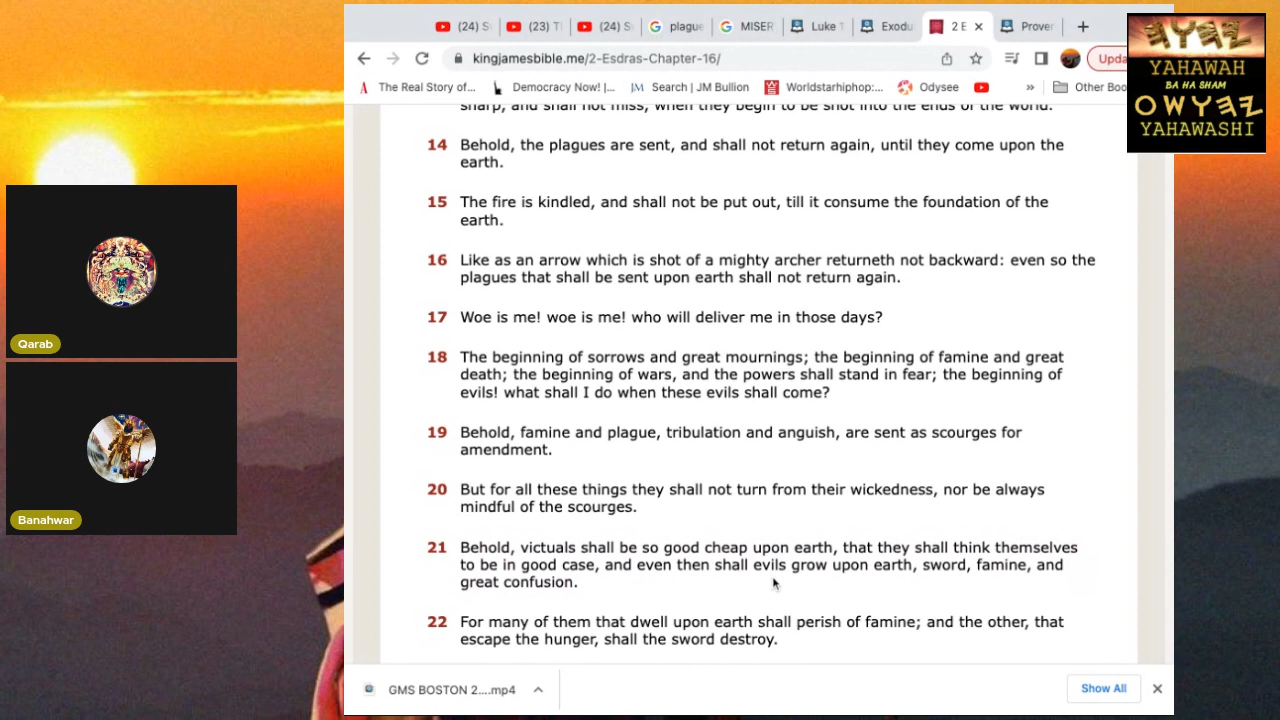 (24) S
(23) T
(24) S
plague
MISER
Luke
Exodu
2 E
Prover
kingjamesbible.me/2-Esdras-Chapter-16/
Upda
The Real Story of...
Democracy Now! |...
JM
Search | JM Bullion
Worldstarhiphop:...
Odysee
»
Other Boo
YAHAWAH
BA HA SHAM
YAHAWASHI
sharp, and shall not miss, when they begin to be shot into the ends of the world.
14 Behold, the plagues are sent, and shall not return again, until they come upon the
earth.
15 The fire is kindled, and shall not be put out, till it consume the foundation of the
earth.
16 Like as an arrow which is shot of a mighty archer returneth not backward: even so the
plagues that shall be sent upon earth shall not return again.
17 Woe is me! woe is me! who will deliver me in those days?
18 The beginning of sorrows and great mournings; the beginning of famine and great
death; the beginning of wars, and the powers shall stand in fear; the beginning of
evils! what shall I do when these evils shall come?
19 Behold, famine and plague, tribulation and anguish, are sent as scourges for
amendment.
20 But for all these things they shall not turn from their wickedness, nor be always
mindful of the scourges.
21 Behold, victuals shall be so good cheap upon earth, that they shall think themselves
to be in good case, and even then shall evils grow upon earth, sword, famine, and
great confusion.
22 For many of them that dwell upon earth shall perish of famine; and the other, that
escape the hunger, shall the sword destroy.
Qarab
Banahwar
GMS BOSTON 2....mp4
Show All